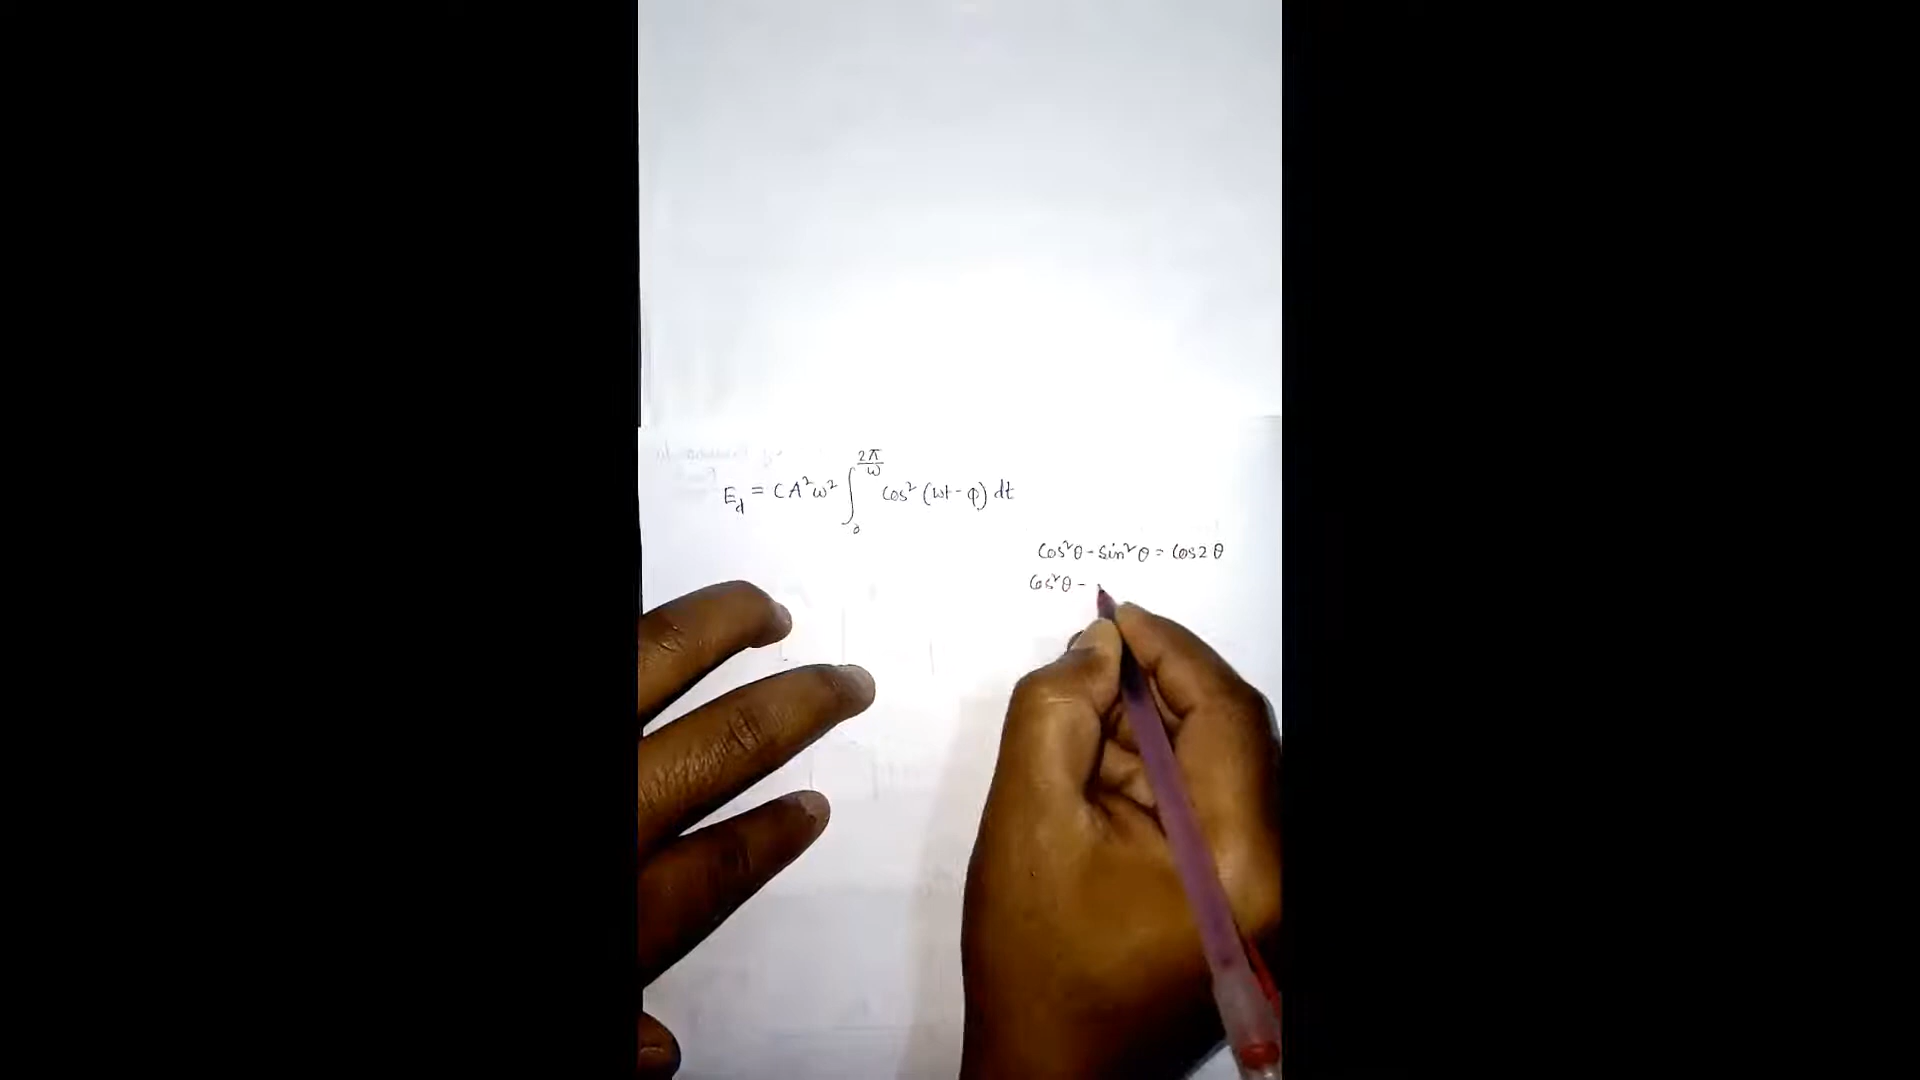 E_d = CA²ω² ∫₀^{2π/ω} cos² (ωt - φ) dt
cos²θ - sin²θ = cos2θ
cos²θ -